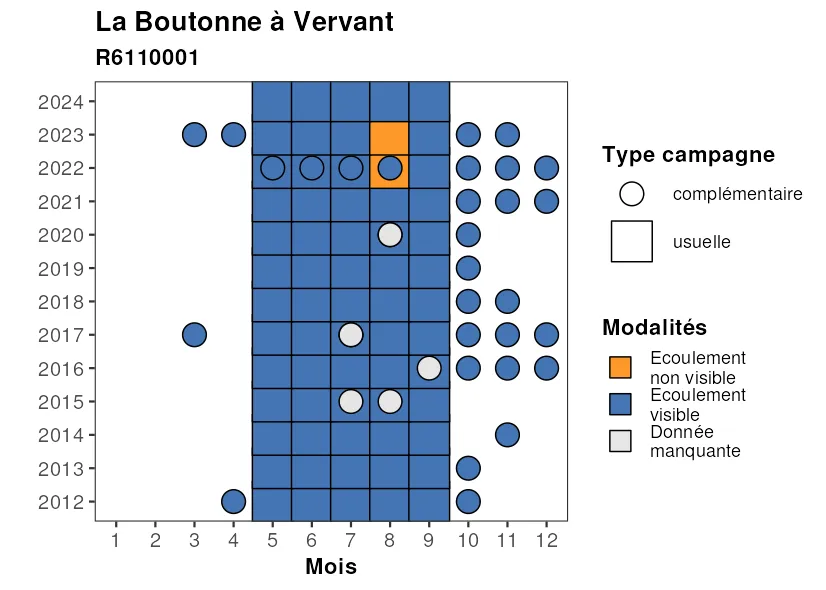 La Boutonne à Vervant
R6110001
2024
2023
2022
2021
2020
2019
2018
2017
2016
2015
2014
2013
2012
1 2 3 4 5 6 7 8 9 10 11 12
Mois
Type campagne
complémentaire
usuelle
Modalités
Ecoulement
non visible
Ecoulement
visible
Donnée
manquante